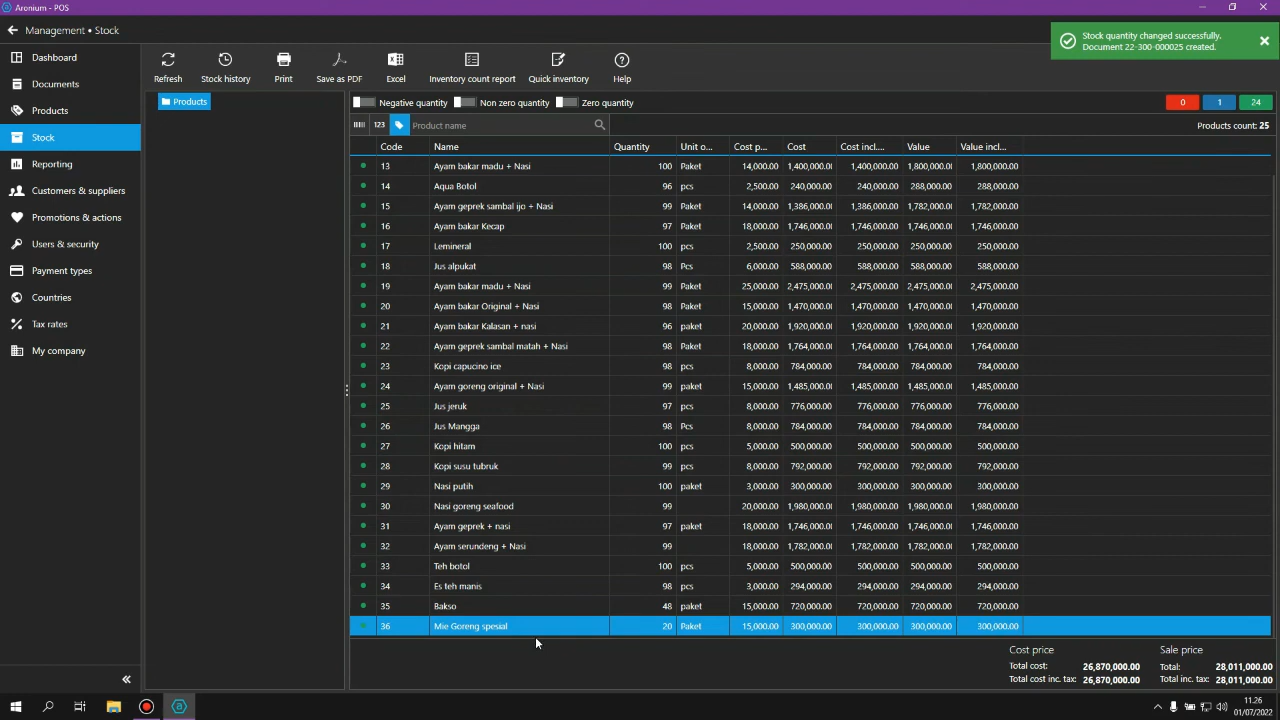 Aronium - POS
Management • Stock
Stock quantity changed successfully.
Document 22-300-000025 created.
Dashboard
Documents
Products
Stock
Reporting
Customers & suppliers
Promotions & actions
Users & security
Payment types
Countries
Tax rates
My company
Refresh
Stock history
Print
Save as PDF
Excel
Inventory count report
Quick inventory
Help
Products
Negative quantity Non zero quantity Zero quantity 0 1 24
123 Product name Products count: 25
Code Name Quantity Unit o... Cost p... Cost Cost incl.... Value Value incl...
13 Ayam bakar madu + Nasi 100 Paket 14,000.00 1,400,000.0( 1,400,000.00 1,800,000.0( 1,800,000.00
14 Aqua Botol 96 pcs 2,500.00 240,000.00 240,000.00 288,000.00 288,000.00
15 Ayam geprek sambal ijo + Nasi 99 Paket 14,000.00 1,386,000.0( 1,386,000.00 1,782,000.0( 1,782,000.00
16 Ayam bakar Kecap 97 Paket 18,000.00 1,746,000.0( 1,746,000.00 1,746,000.0( 1,746,000.00
17 Lemineral 100 pcs 2,500.00 250,000.00 250,000.00 250,000.00 250,000.00
18 Jus alpukat 98 Pcs 6,000.00 588,000.00 588,000.00 588,000.00 588,000.00
19 Ayam bakar madu + Nasi 99 Paket 25,000.00 2,475,000.0( 2,475,000.00 2,475,000.0( 2,475,000.00
20 Ayam bakar Original + Nasi 98 Paket 15,000.00 1,470,000.0( 1,470,000.00 1,470,000.0( 1,470,000.00
21 Ayam bakar Kalasan + nasi 96 paket 20,000.00 1,920,000.0( 1,920,000.00 1,920,000.0( 1,920,000.00
22 Ayam geprek sambal matah + Nasi 98 Paket 18,000.00 1,764,000.0( 1,764,000.00 1,764,000.0( 1,764,000.00
23 Kopi capucino ice 98 pcs 8,000.00 784,000.00 784,000.00 784,000.00 784,000.00
24 Ayam goreng original + Nasi 99 paket 15,000.00 1,485,000.0( 1,485,000.00 1,485,000.0( 1,485,000.00
25 Jus jeruk 97 pcs 8,000.00 776,000.00 776,000.00 776,000.00 776,000.00
26 Jus Mangga 98 Pcs 8,000.00 784,000.00 784,000.00 784,000.00 784,000.00
27 Kopi hitam 100 pcs 5,000.00 500,000.00 500,000.00 500,000.00 500,000.00
28 Kopi susu tubruk 99 pcs 8,000.00 792,000.00 792,000.00 792,000.00 792,000.00
29 Nasi putih 100 paket 3,000.00 300,000.00 300,000.00 300,000.00 300,000.00
30 Nasi goreng seafood 99 20,000.00 1,980,000.0( 1,980,000.00 1,980,000.0( 1,980,000.00
31 Ayam geprek + nasi 97 paket 18,000.00 1,746,000.0( 1,746,000.00 1,746,000.0( 1,746,000.00
32 Ayam serundeng + Nasi 99 18,000.00 1,782,000.0( 1,782,000.00 1,782,000.0( 1,782,000.00
33 Teh botol 100 pcs 5,000.00 500,000.00 500,000.00 500,000.00 500,000.00
34 Es teh manis 98 pcs 3,000.00 294,000.00 294,000.00 294,000.00 294,000.00
35 Bakso 48 paket 15,000.00 720,000.00 720,000.00 720,000.00 720,000.00
36 Mie Goreng spesial 20 Paket 15,000.00 300,000.00 300,000.00 300,000.00 300,000.00
Cost price Sale price
Total cost: 26,870,000.00 Total: 28,011,000.00
Total cost inc. tax: 26,870,000.00 Total inc. tax: 28,011,000.00
11.26
01/07/2022